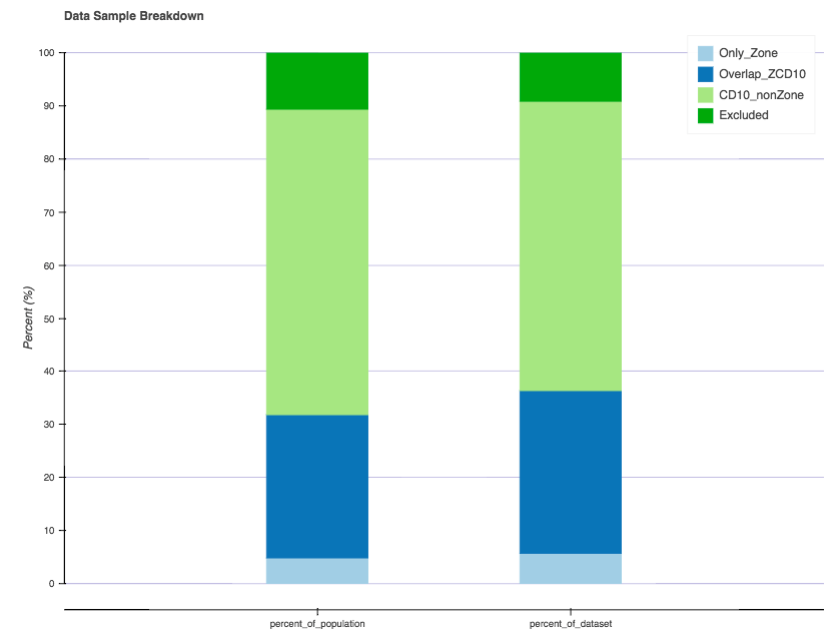 Data Sample Breakdown
Only_Zone
Overlap_ZCD10
CD10_nonZone
Excluded
Percent (%)
100
90
80
70
60
50
40
30
20
10
0
percent_of_population
percent_of_dataset